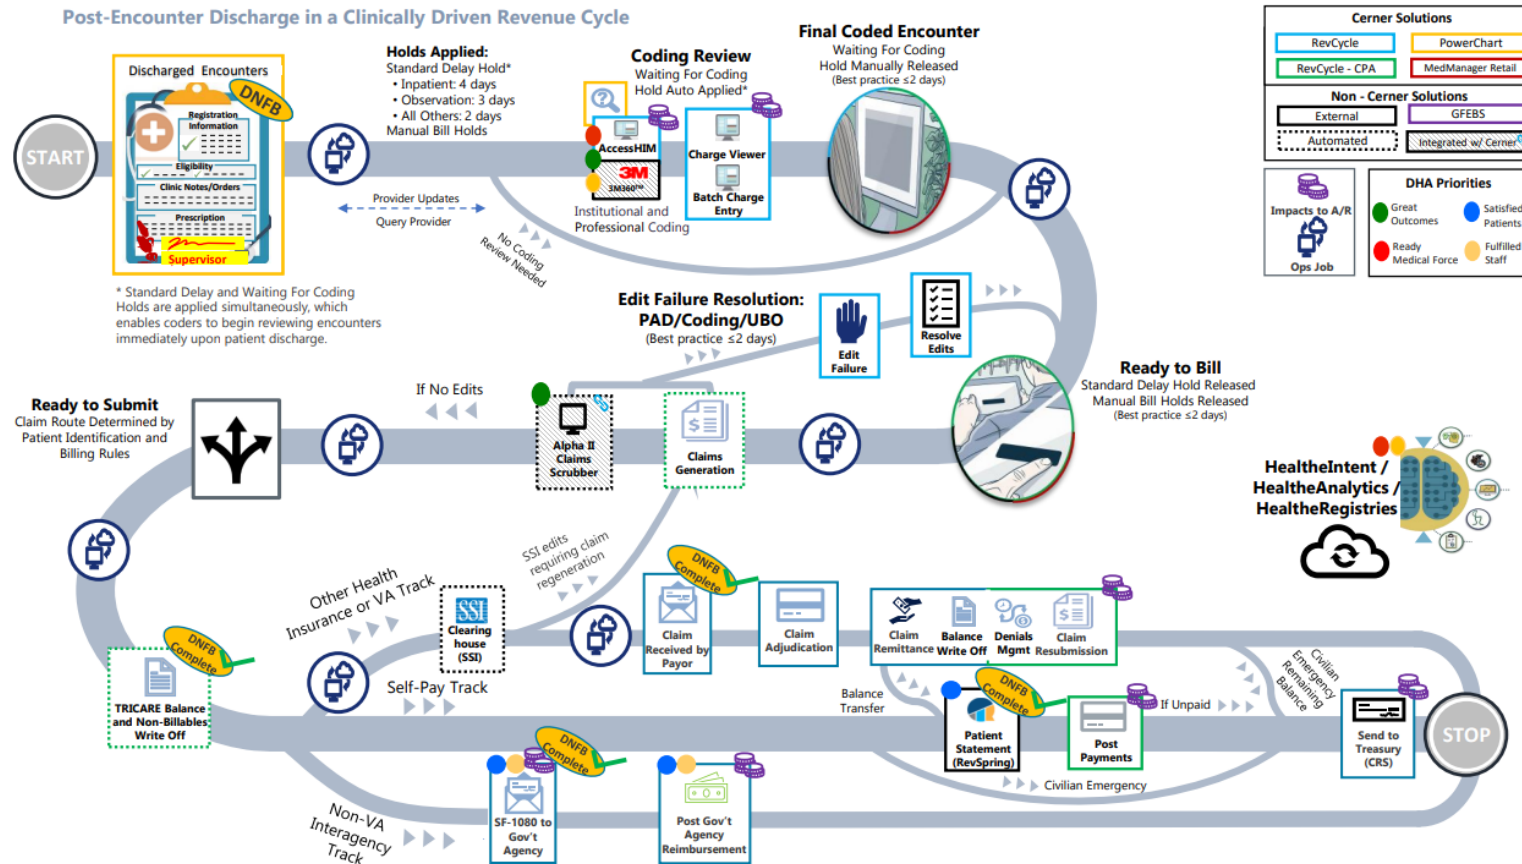 Post-Encounter Discharge in a Clinically Driven Revenue Cycle
START
Discharged Encounters
DNFB
Registration
Information
Eligibility
Clinic Notes/Orders
Prescription
Supervisor
* Standard Delay and Waiting For Coding
Holds are applied simultaneously, which
enables coders to begin reviewing encounters
immediately upon patient discharge.
Holds Applied:
Standard Delay Hold*
• Inpatient: 4 days
• Observation: 3 days
• All Others: 2 days
Manual Bill Holds
Provider Updates
Query Provider
Coding Review
Waiting For Coding
Hold Auto Applied*
AccessHIM
3M
3M360™
Institutional and
Professional Coding
Charge Viewer
Batch Charge
Entry
No Coding
Review Needed
Final Coded Encounter
Waiting For Coding
Hold Manually Released
(Best practice ≤2 days)
Cerner Solutions
RevCycle
PowerChart
RevCycle - CPA
MedManager Retail
Non - Cerner Solutions
External
GFEBS
Automated
Integrated w/ Cerner
Impacts to A/R
Ops Job
DHA Priorities
Great
Outcomes
Satisfied
Patients
Ready
Medical Force
Fulfilled
Staff
Edit Failure Resolution:
PAD/Coding/UBO
(Best practice ≤2 days)
Edit
Failure
Resolve
Edits
Ready to Bill
Standard Delay Hold Released
Manual Bill Holds Released
(Best practice ≤2 days)
Claims
Generation
Alpha II
Claims
Scrubber
If No Edits
Ready to Submit
Claim Route Determined by
Patient Identification and
Billing Rules
HealtheIntent /
HealtheAnalytics /
HealtheRegistries
TRICARE Balance
and Non-Billables
Write Off
DNFB
Complete
Other Health
Insurance or VA Track
SSI
Clearing
house
(SSI)
SSI edits
requiring claim
regeneration
Claim
Received by
Payor
DNFB
Complete
Claim
Adjudication
Claim
Remittance
Balance
Write Off
Denials
Mgmt
Claim
Resubmission
Self-Pay Track
Balance
Transfer
Patient
Statement
(RevSpring)
DNFB
Complete
Post
Payments
If Unpaid
Civilian
Emergency
Remaining
Balance
Civilian Emergency
Send to
Treasury
(CRS)
STOP
Non-VA
Interagency
Track
SF-1080 to
Gov't
Agency
DNFB
Complete
Post Gov't
Agency
Reimbursement